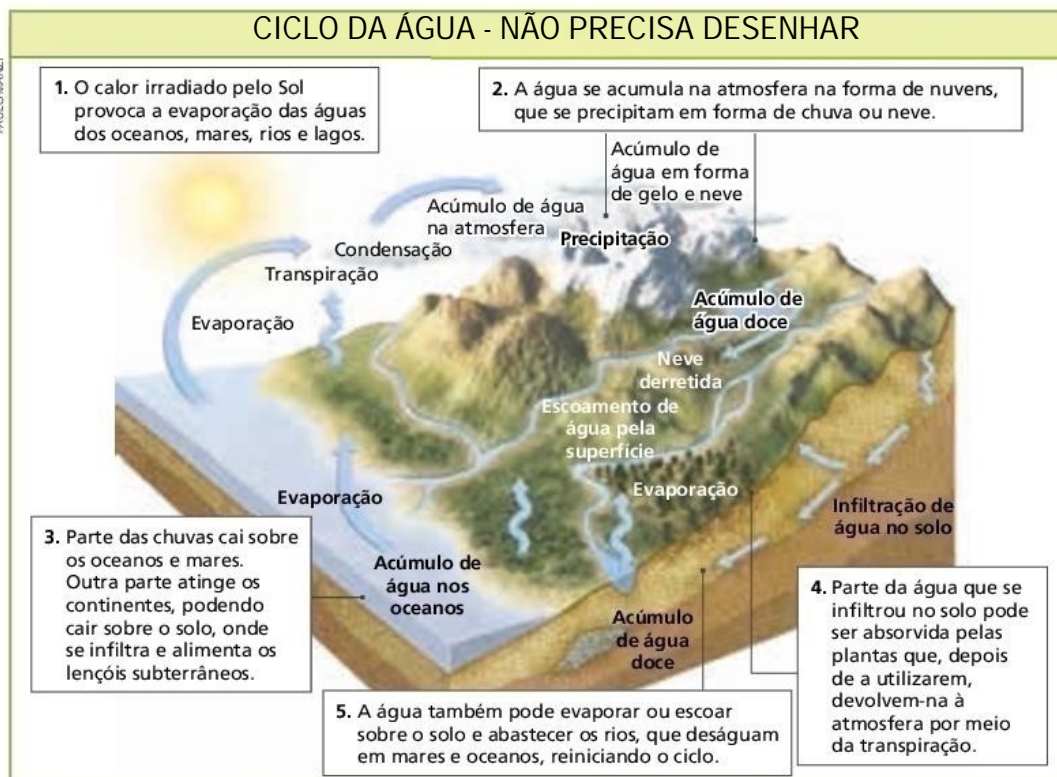 CICLO DA ÁGUA - NÃO PRECISA DESENHAR
1. O calor irradiado pelo Sol
provoca a evaporação das águas
dos oceanos, mares, rios e lagos.
2. A água se acumula na atmosfera na forma de nuvens,
que se precipitam em forma de chuva ou neve.
Acúmulo de
água em forma
de gelo e neve
Acúmulo de água
na atmosfera
Precipitação
Condensação
Transpiração
Evaporação
Acúmulo de
água doce
Neve
derretida
Escoamento de
água pela
superfície
Evaporação
Evaporação
Infiltração de
água no solo
3. Parte das chuvas cai sobre
os oceanos e mares.
Outra parte atinge os
continentes, podendo
cair sobre o solo, onde
se infiltra e alimenta os
lençóis subterrâneos.
Acúmulo de
água nos
oceanos
Acúmulo
de água
doce
4. Parte da água que se
infiltrou no solo pode
ser absorvida pelas
plantas que, depois
de a utilizarem,
devolvem-na à
atmosfera por meio
da transpiração.
5. A água também pode evaporar ou escoar
sobre o solo e abastecer os rios, que deságuam
em mares e oceanos, reiniciando o ciclo.